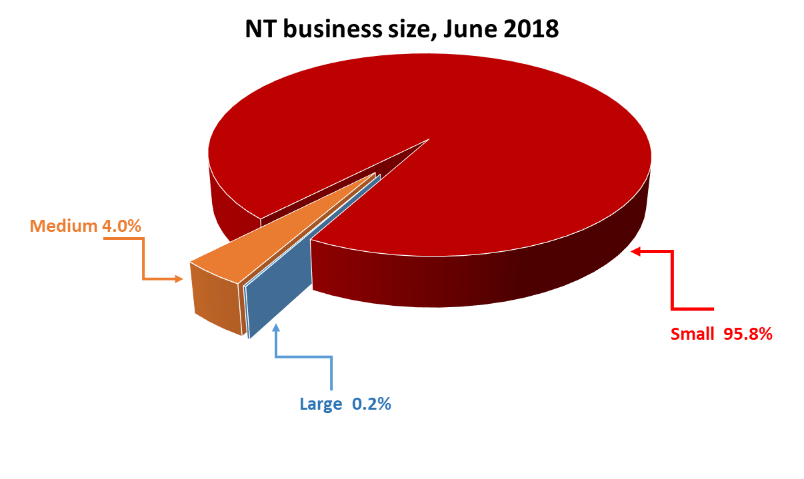 NT business size, June 2018
Medium 4.0%
Small 95.8%
Large 0.2%